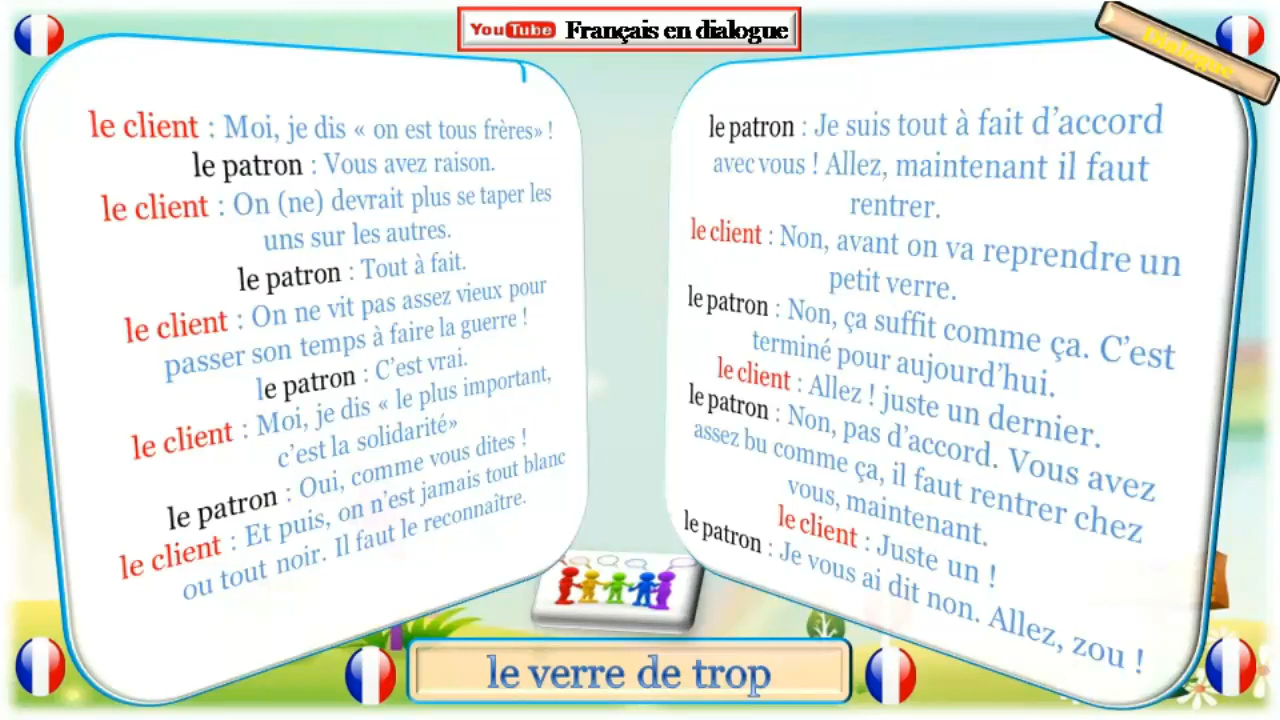 YouTube Français en dialogue
Dialogue
le client : Moi, je dis « on est tous frères» !
le patron : Vous avez raison.
le client : On (ne) devrait plus se taper les
uns sur les autres.
le patron : Tout à fait.
le client : On ne vit pas assez vieux pour
passer son temps à faire la guerre !
le patron : C’est vrai.
le client : Moi, je dis « le plus important,
c’est la solidarité»
le patron : Oui, comme vous dites !
le client : Et puis, on n’est jamais tout blanc
ou tout noir. Il faut le reconnaître.
le patron : Je suis tout à fait d’accord
avec vous ! Allez, maintenant il faut
rentrer.
le client : Non, avant on va reprendre un
petit verre.
le patron : Non, ça suffit comme ça. C’est
terminé pour aujourd’hui.
le client : Allez ! juste un dernier.
le patron : Non, pas d’accord. Vous avez
assez bu comme ça, il faut rentrer chez
vous, maintenant.
le client : Juste un !
le patron : Je vous ai dit non. Allez, zou !
le verre de trop